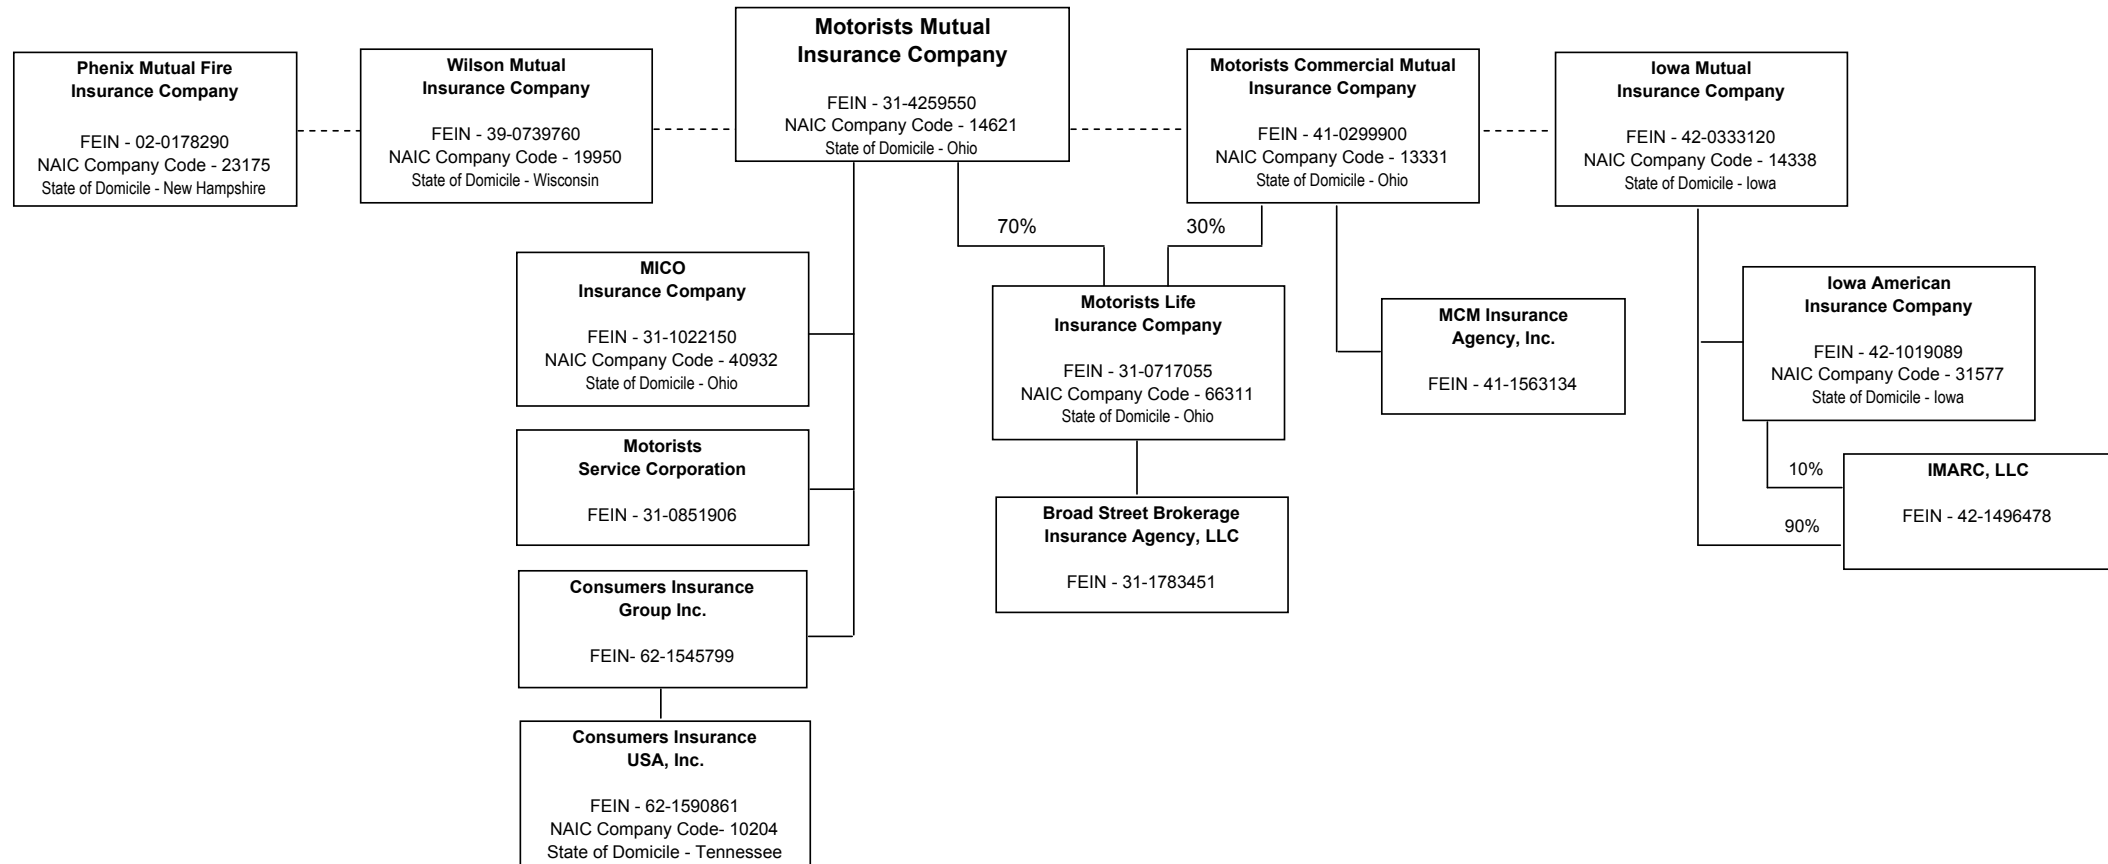 Motorists Mutual
Insurance Company
FEIN - 31-4259550
NAIC Company Code - 14621
State of Domicile - Ohio
Phenix Mutual Fire
Insurance Company
FEIN - 02-0178290
NAIC Company Code - 23175
State of Domicile - New Hampshire
Wilson Mutual
Insurance Company
FEIN - 39-0739760
NAIC Company Code - 19950
State of Domicile - Wisconsin
Motorists Commercial Mutual
Insurance Company
FEIN - 41-0299900
NAIC Company Code - 13331
State of Domicile - Ohio
Iowa Mutual
Insurance Company
FEIN - 42-0333120
NAIC Company Code - 14338
State of Domicile - Iowa
70%
30%
MICO
Insurance Company
FEIN - 31-1022150
NAIC Company Code - 40932
State of Domicile - Ohio
Motorists Life
Insurance Company
FEIN - 31-0717055
NAIC Company Code - 66311
State of Domicile - Ohio
MCM Insurance
Agency, Inc.
FEIN - 41-1563134
Iowa American
Insurance Company
FEIN - 42-1019089
NAIC Company Code - 31577
State of Domicile - Iowa
Motorists
Service Corporation
FEIN - 31-0851906
Broad Street Brokerage
Insurance Agency, LLC
FEIN - 31-1783451
10%
90%
IMARC, LLC
FEIN - 42-1496478
Consumers Insurance
Group Inc.
FEIN- 62-1545799
Consumers Insurance
USA, Inc.
FEIN - 62-1590861
NAIC Company Code- 10204
State of Domicile - Tennessee